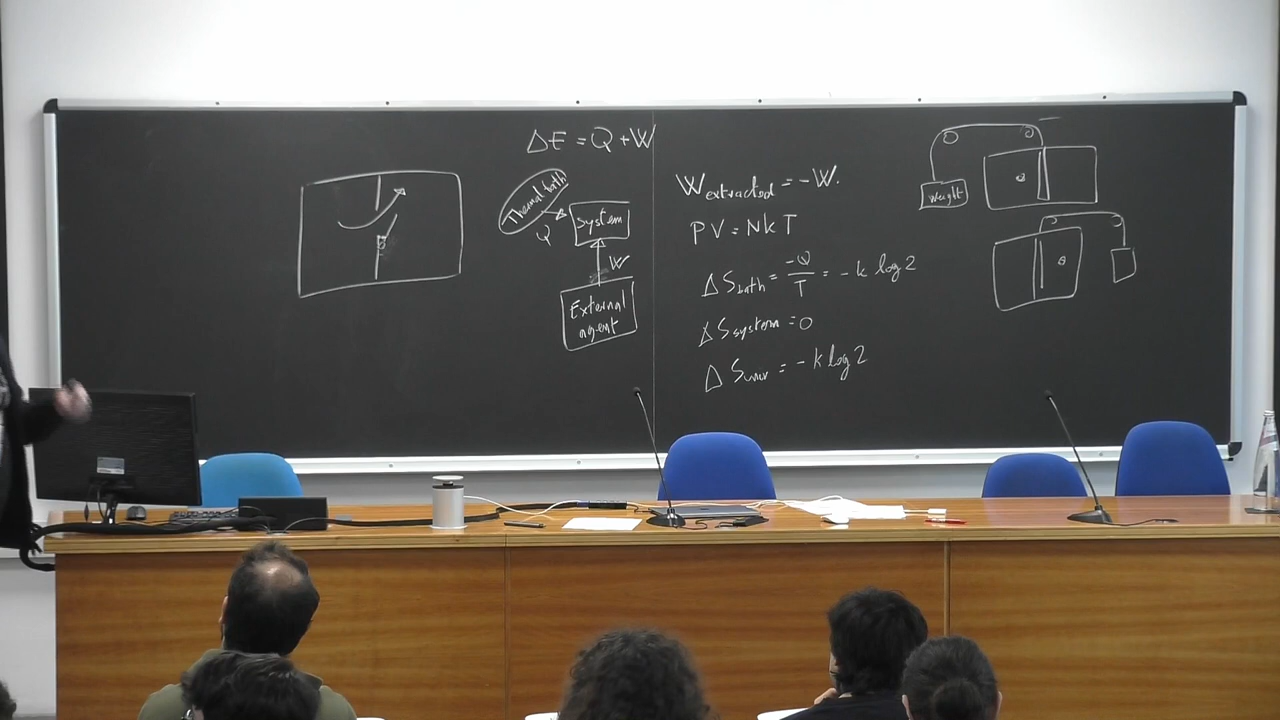 ΔE = Q + W
Thermal bath
System
Q
W
External
agent
W extracted = -W.
PV = NkT
ΔS bath = -Q/T = -k log 2
ΔS system = 0
ΔS univ = -k log 2
Weight